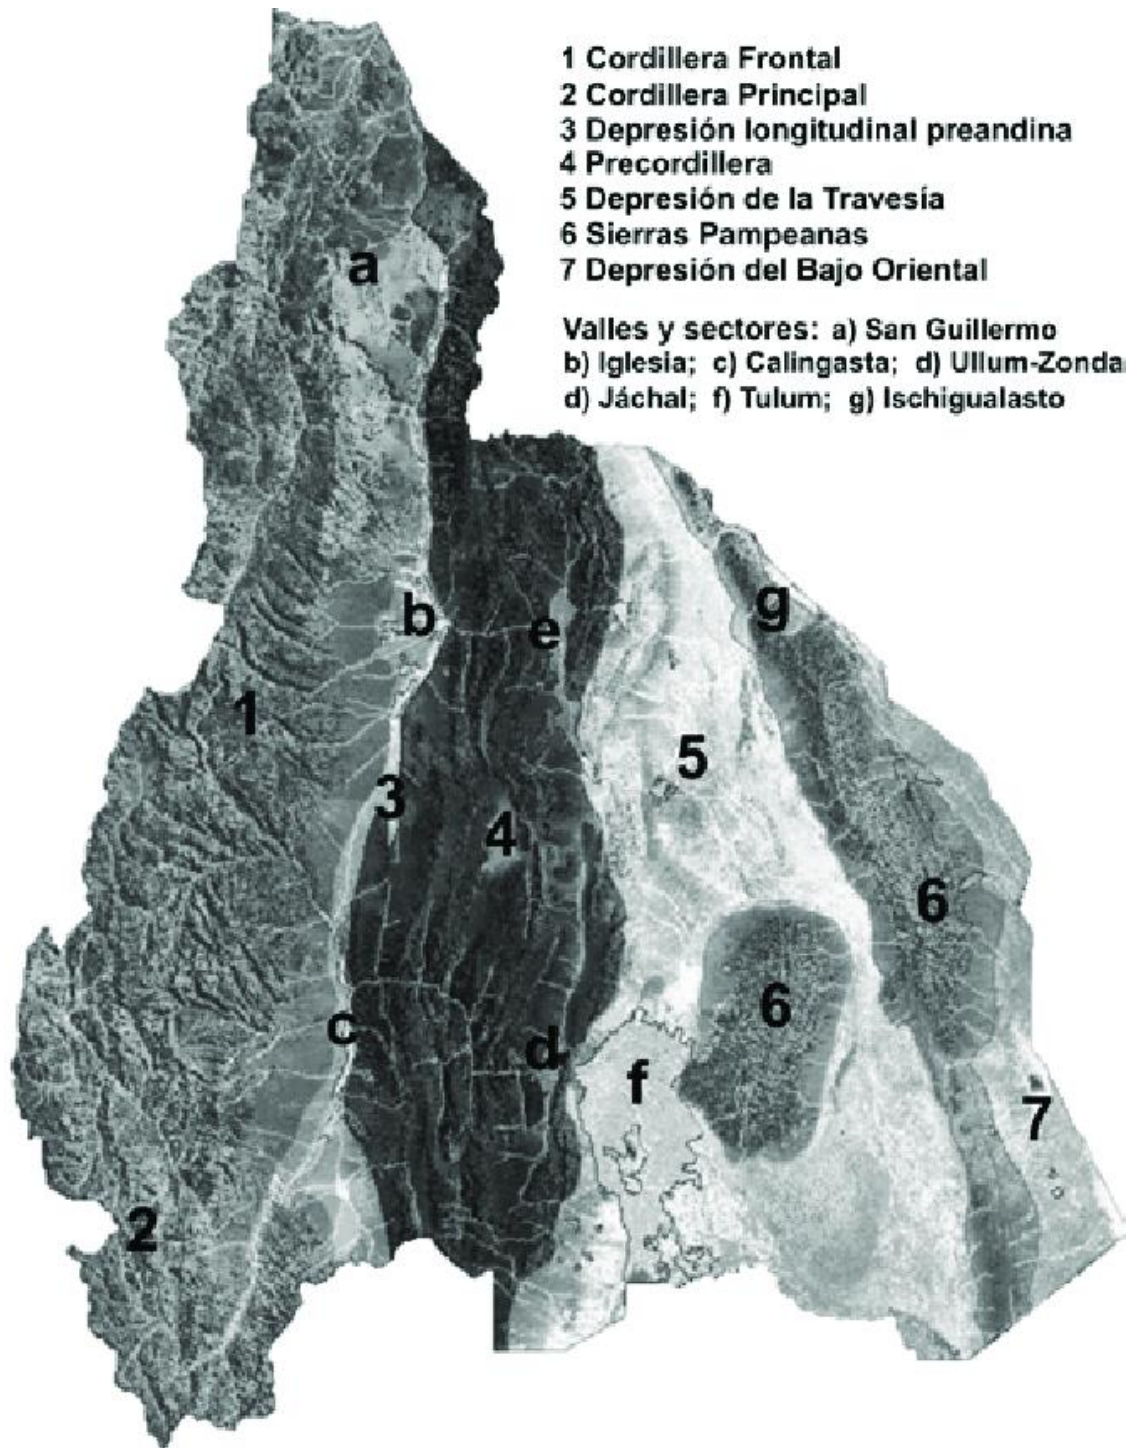 1 Cordillera Frontal
2 Cordillera Principal
3 Depresión longitudinal preandina
4 Precordillera
5 Depresión de la Travesía
6 Sierras Pampeanas
7 Depresión del Bajo Oriental
Valles y sectores: a) San Guillermo
b) Iglesia; c) Calingasta; d) Ullum-Zonda
d) Jáchal; f) Tulum; g) Ischigualasto
a
b
e
g
1
3
4
5
6
6
c
d
f
7
2